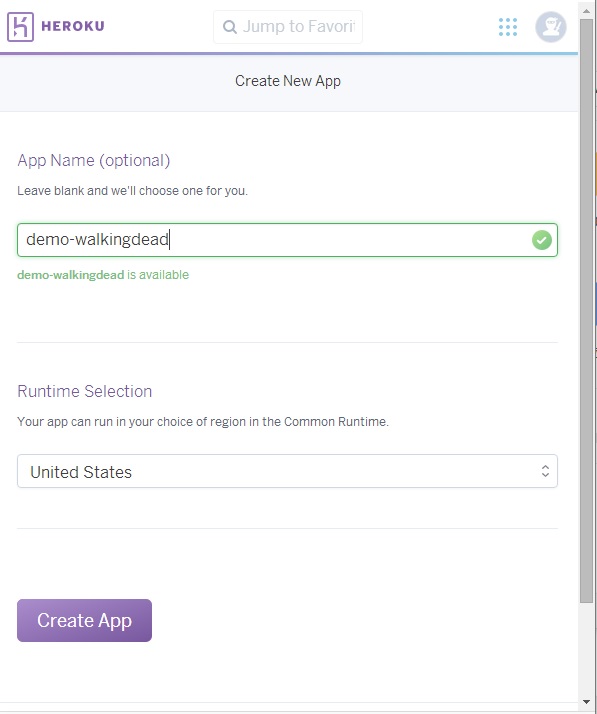 HEROKU
Jump to Favori
Create New App
App Name (optional)
Leave blank and we'll choose one for you.
demo-walkingdead
demo-walkingdead is available
Runtime Selection
Your app can run in your choice of region in the Common Runtime.
United States
Create App